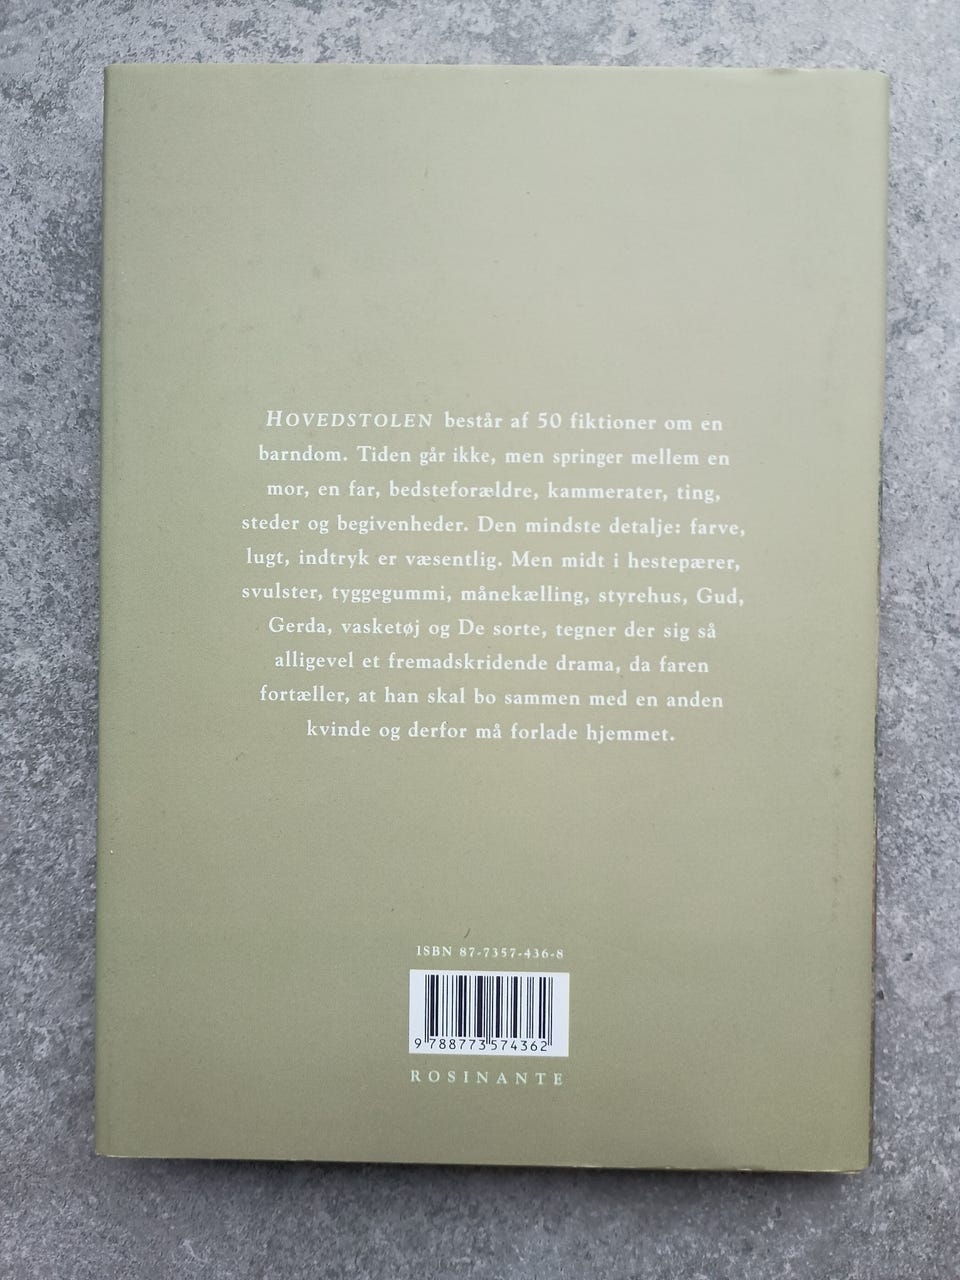 HOVEDSTOLEN består af 50 fiktioner om en
barndom. Tiden går ikke, men springer mellem en
mor, en far, bedsteforældre, kammerater, ting,
steder og begivenheder. Den mindste detalje: farve,
lugt, indtryk er væsentlig. Men midt i hestepærer,
svulster, tyggegummi, månekælling, styrehus, Gud,
Gerda, vasketøj og De sorte, tegner der sig så
alligevel et fremadskridende drama, da faren
fortæller, at han skal bo sammen med en anden
kvinde og derfor må forlade hjemmet.
ISBN 87-7357-436-8
9 788773 574362
ROSINANTE